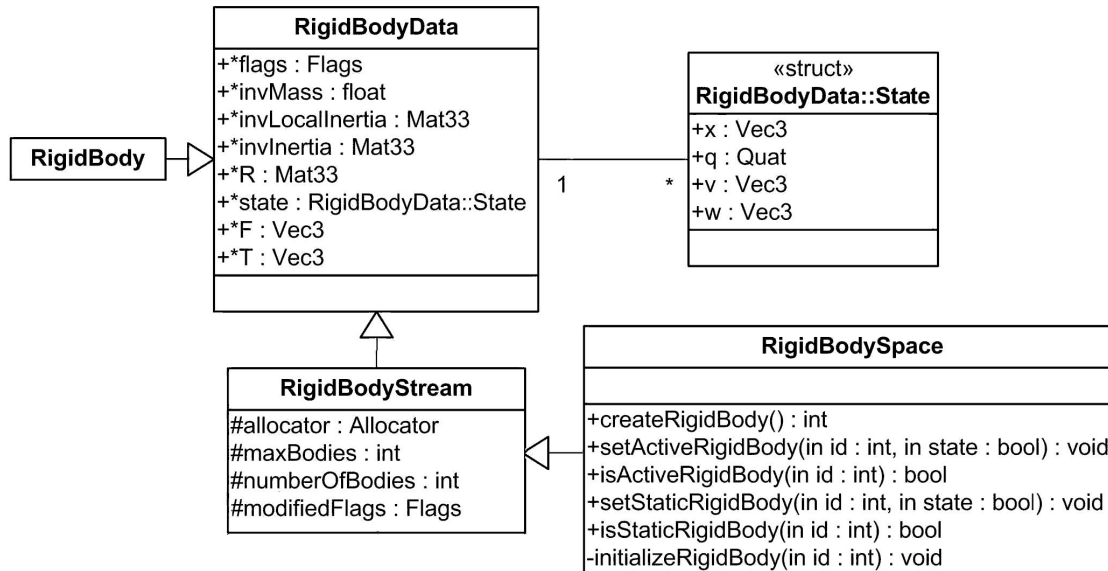 RigidBodyData
+*flags : Flags
+*invMass : float
+*invLocalInertia : Mat33
+*invInertia : Mat33
+*R : Mat33
+*state : RigidBodyData::State
+*F : Vec3
+*T : Vec3
RigidBody
1
*
«struct»
RigidBodyData::State
+x : Vec3
+q : Quat
+v : Vec3
+w : Vec3
RigidBodyStream
#allocator : Allocator
#maxBodies : int
#numberOfBodies : int
#modifiedFlags : Flags
RigidBodySpace
+createRigidBody() : int
+setActiveRigidBody(in id : int, in state : bool) : void
+isActiveRigidBody(in id : int) : bool
+setStaticRigidBody(in id : int, in state : bool) : void
+isStaticRigidBody(in id : int) : bool
-initializeRigidBody(in id : int) : void